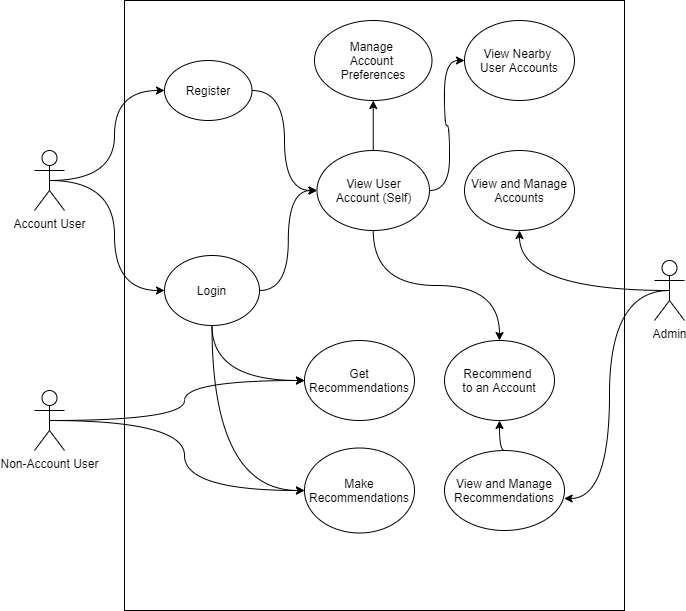 Manage
Account
Preferences
View Nearby
User Accounts
Register
View User
Account (Self)
View and Manage
Accounts
Account User
Login
Admin
Get
Recommendations
Recommend
to an Account
Non-Account User
Make
Recommendations
View and Manage
Recommendations